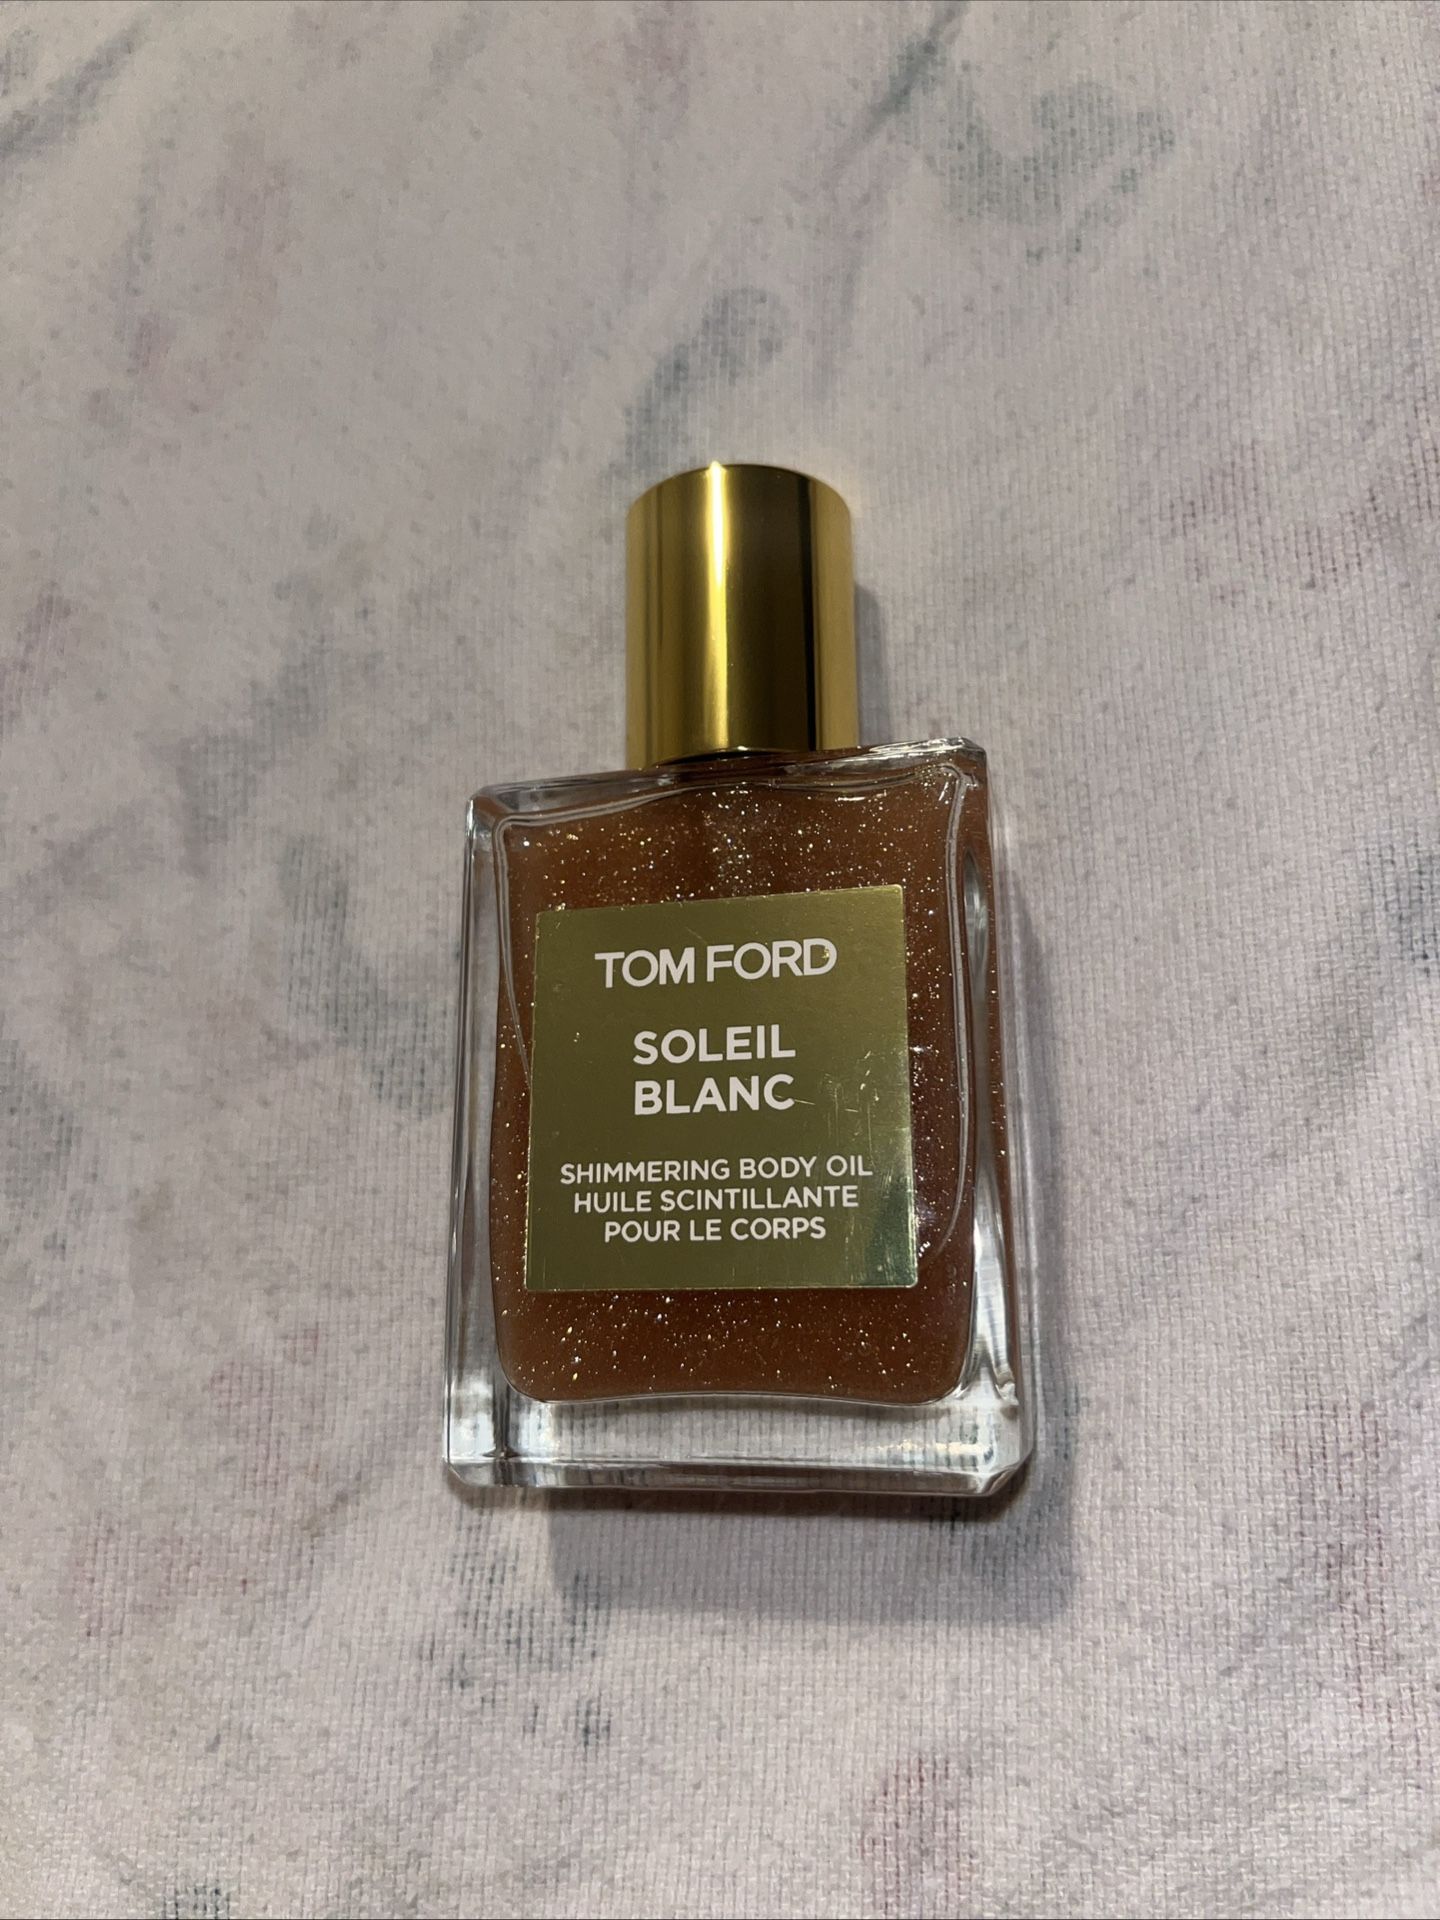 TOM FORD
SOLEIL
BLANC
SHIMMERING BODY OIL
HUILE SCINTILLANTE
POUR LE CORPS